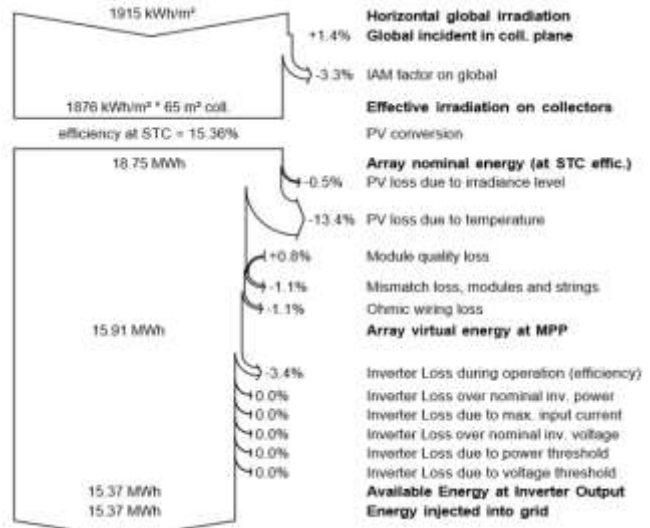 1915 kWh/m² Horizontal global irradiation
+1.4% Global incident in coll. plane
-3.3% IAM factor on global
1876 kWh/m² * 65 m² coll. Effective irradiation on collectors
efficiency at STC = 15.36% PV conversion
18.75 MWh Array nominal energy (at STC effic.)
-0.5% PV loss due to irradiance level
-13.4% PV loss due to temperature
+0.8% Module quality loss
-1.1% Mismatch loss, modules and strings
-1.1% Ohmic wiring loss
15.91 MWh Array virtual energy at MPP
-3.4% Inverter Loss during operation (efficiency)
0.0% Inverter Loss over nominal inv. power
0.0% Inverter Loss due to max. input current
0.0% Inverter Loss over nominal inv. voltage
0.0% Inverter Loss due to power threshold
0.0% Inverter Loss due to voltage threshold
15.37 MWh Available Energy at Inverter Output
15.37 MWh Energy injected into grid